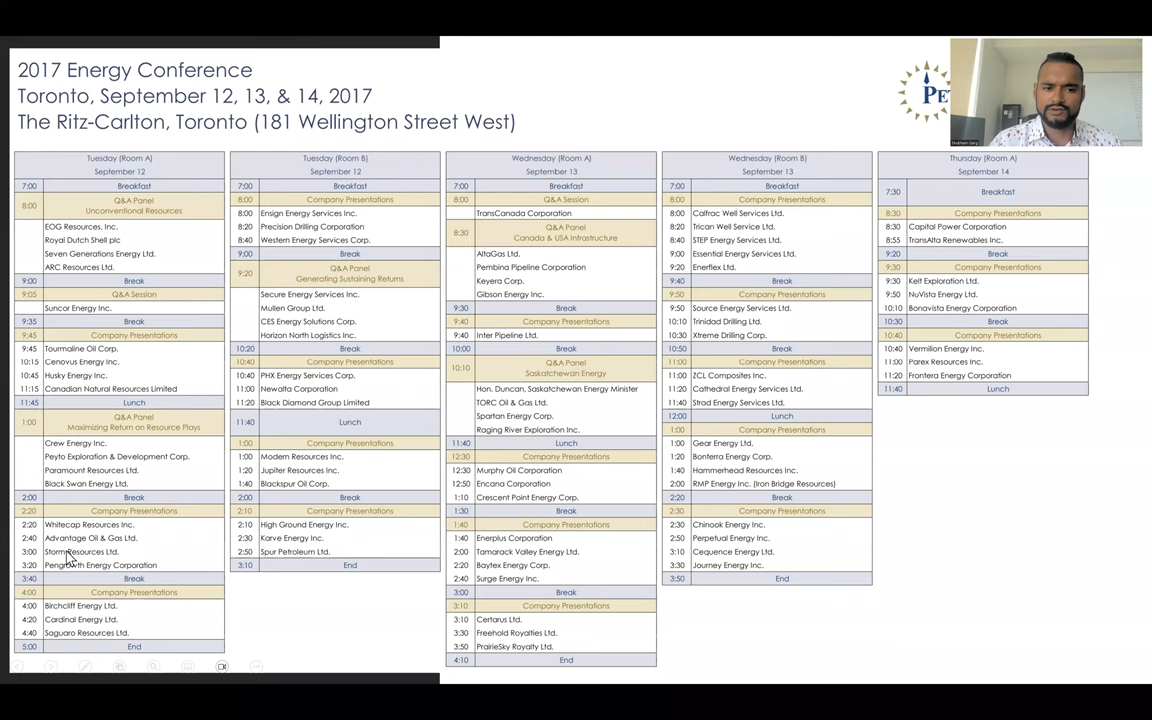 2017 Energy Conference
Toronto, September 12, 13, & 14, 2017
The Ritz-Carlton, Toronto (181 Wellington Street West)
PE
Shubham Garg
Tuesday (Room A)
September 12
7:00 Breakfast
8:00 Q&A Panel
Unconventional Resources
EOG Resources, Inc.
Royal Dutch Shell plc
Seven Generations Energy Ltd.
ARC Resources Ltd.
9:00 Break
9:05 Q&A Session
Suncor Energy Inc.
9:35 Break
9:45 Company Presentations
9:45 Tourmaline Oil Corp.
10:15 Cenovus Energy Inc.
10:45 Husky Energy Inc.
11:15 Canadian Natural Resources Limited
11:45 Lunch
1:00 Q&A Panel
Maximizing Return on Resource Plays
Crew Energy Inc.
Peyto Exploration & Development Corp.
Paramount Resources Ltd.
Black Swan Energy Ltd.
2:00 Break
2:20 Company Presentations
2:20 Whitecap Resources Inc.
2:40 Advantage Oil & Gas Ltd.
3:00 Storm Resources Ltd.
3:20 Pengrowth Energy Corporation
3:40 Break
4:00 Company Presentations
4:00 Birchcliff Energy Ltd.
4:20 Cardinal Energy Ltd.
4:40 Saguaro Resources Ltd.
5:00 End
Tuesday (Room B)
September 12
7:00 Breakfast
8:00 Company Presentations
8:00 Ensign Energy Services Inc.
8:20 Precision Drilling Corporation
8:40 Western Energy Services Corp.
9:00 Break
9:20 Q&A Panel
Generating Sustaining Returns
Secure Energy Services Inc.
Mullen Group Ltd.
CES Energy Solutions Corp.
Horizon North Logistics Inc.
10:20 Break
10:40 Company Presentations
10:40 PHX Energy Services Corp.
11:00 Newalta Corporation
11:20 Black Diamond Group Limited
11:40 Lunch
1:00 Company Presentations
1:00 Modern Resources Inc.
1:20 Jupiter Resources Inc.
1:40 Blackspur Oil Corp.
2:00 Break
2:10 Company Presentations
2:10 High Ground Energy Inc.
2:30 Karve Energy Inc.
2:50 Spur Petroleum Ltd.
3:10 End
Wednesday (Room A)
September 13
7:00 Breakfast
8:00 Q&A Session
TransCanada Corporation
8:30 Q&A Panel
Canada & USA Infrastructure
AltaGas Ltd.
Pembina Pipeline Corporation
Keyera Corp.
Gibson Energy Inc.
9:30 Break
9:40 Company Presentations
9:40 Inter Pipeline Ltd.
10:00 Break
10:10 Q&A Panel
Saskatchewan Energy
Hon. Duncan, Saskatchewan Energy Minister
TORC Oil & Gas Ltd.
Spartan Energy Corp.
Raging River Exploration Inc.
11:40 Lunch
12:30 Company Presentations
12:30 Murphy Oil Corporation
12:50 Encana Corporation
1:10 Crescent Point Energy Corp.
1:30 Break
1:40 Company Presentations
1:40 Enerplus Corporation
2:00 Tamarack Valley Energy Ltd.
2:20 Baytex Energy Corp.
2:40 Surge Energy Inc.
3:00 Break
3:10 Company Presentations
3:10 Certarus Ltd.
3:30 Freehold Royalties Ltd.
3:50 PrairieSky Royalty Ltd.
4:10 End
Wednesday (Room B)
September 13
7:00 Breakfast
8:00 Company Presentations
8:00 Calfrac Well Services Ltd.
8:20 Trican Well Service Ltd.
8:40 STEP Energy Services Ltd.
9:00 Essential Energy Services Ltd.
9:20 Enerflex Ltd.
9:40 Break
9:50 Company Presentations
9:50 Source Energy Services Ltd.
10:10 Trinidad Drilling Ltd.
10:30 Xtreme Drilling Corp.
10:50 Break
11:00 Company Presentations
11:00 ZCL Composites Inc.
11:20 Cathedral Energy Services Ltd.
11:40 Strad Energy Services Ltd.
12:00 Lunch
1:00 Company Presentations
1:00 Gear Energy Ltd.
1:20 Bonterra Energy Corp.
1:40 Hammerhead Resources Inc.
2:00 RMP Energy Inc. (Iron Bridge Resources)
2:20 Break
2:30 Company Presentations
2:30 Chinook Energy Inc.
2:50 Perpetual Energy Inc.
3:10 Cequence Energy Ltd.
3:30 Journey Energy Inc.
3:50 End
Thursday (Room A)
September 14
7:30 Breakfast
8:30 Company Presentations
8:30 Capital Power Corporation
8:55 TransAlta Renewables Inc.
9:20 Break
9:30 Company Presentations
9:30 Kelt Exploration Ltd.
9:50 NuVista Energy Ltd.
10:10 Bonavista Energy Corporation
10:30 Break
10:40 Company Presentations
10:40 Vermilion Energy Inc.
11:00 Parex Resources Inc.
11:20 Frontera Energy Corporation
11:40 Lunch